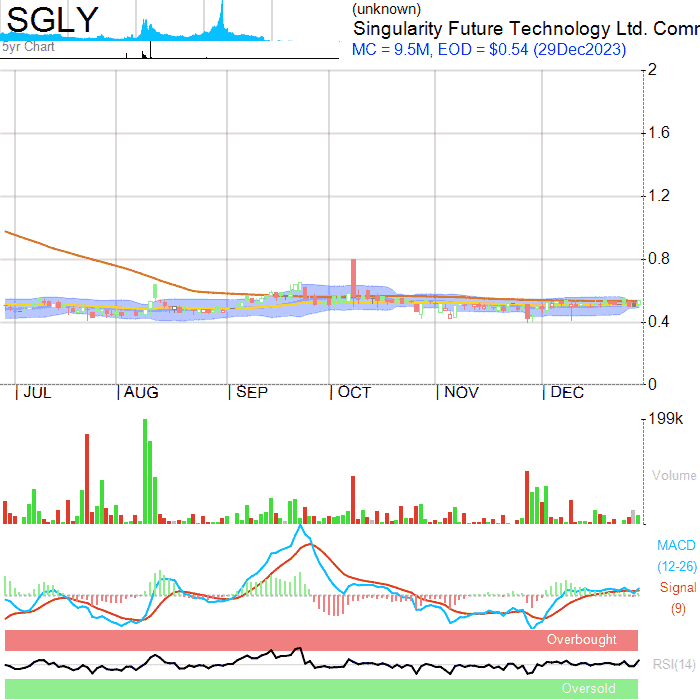 SGLY
5yr Chart
(unknown)
Singularity Future Technology Ltd. Comr
MC = 9.5M, EOD = $0.54 (29Dec2023)
2
1.6
1.2
0.8
0.4
0
JUL AUG SEP OCT NOV DEC
199k
Volume
MACD
(12-26)
Signal
(9)
Overbought
RSI(14)
Oversold